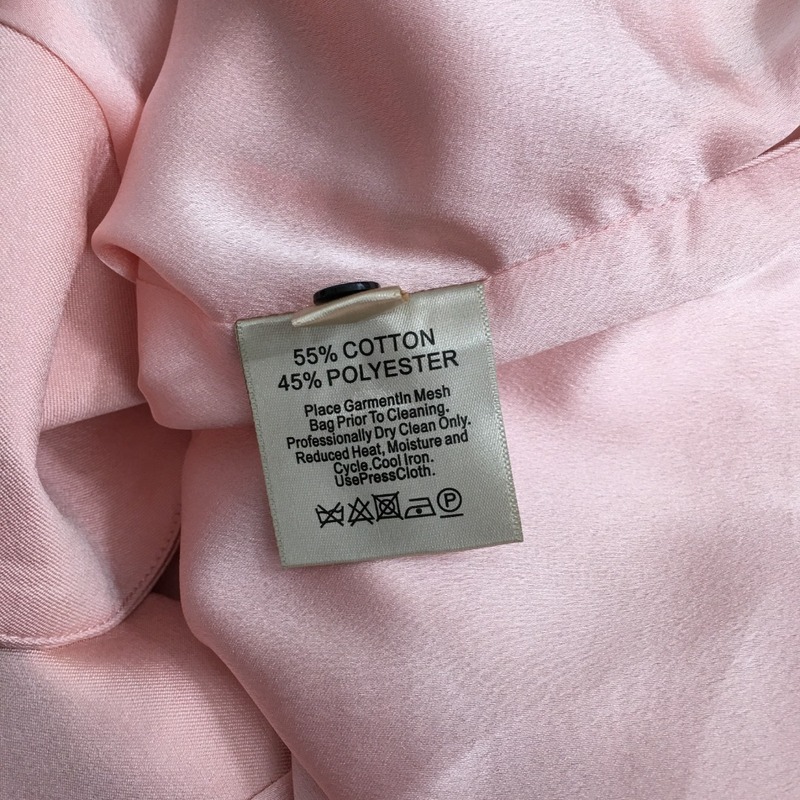 55% COTTON
45% POLYESTER
Place GarmentIn Mesh
Bag Prior To Cleaning.
Professionally Dry Clean Only.
Reduced Heat, Moisture and
Cycle.Cool Iron.
UsePressCloth.
P